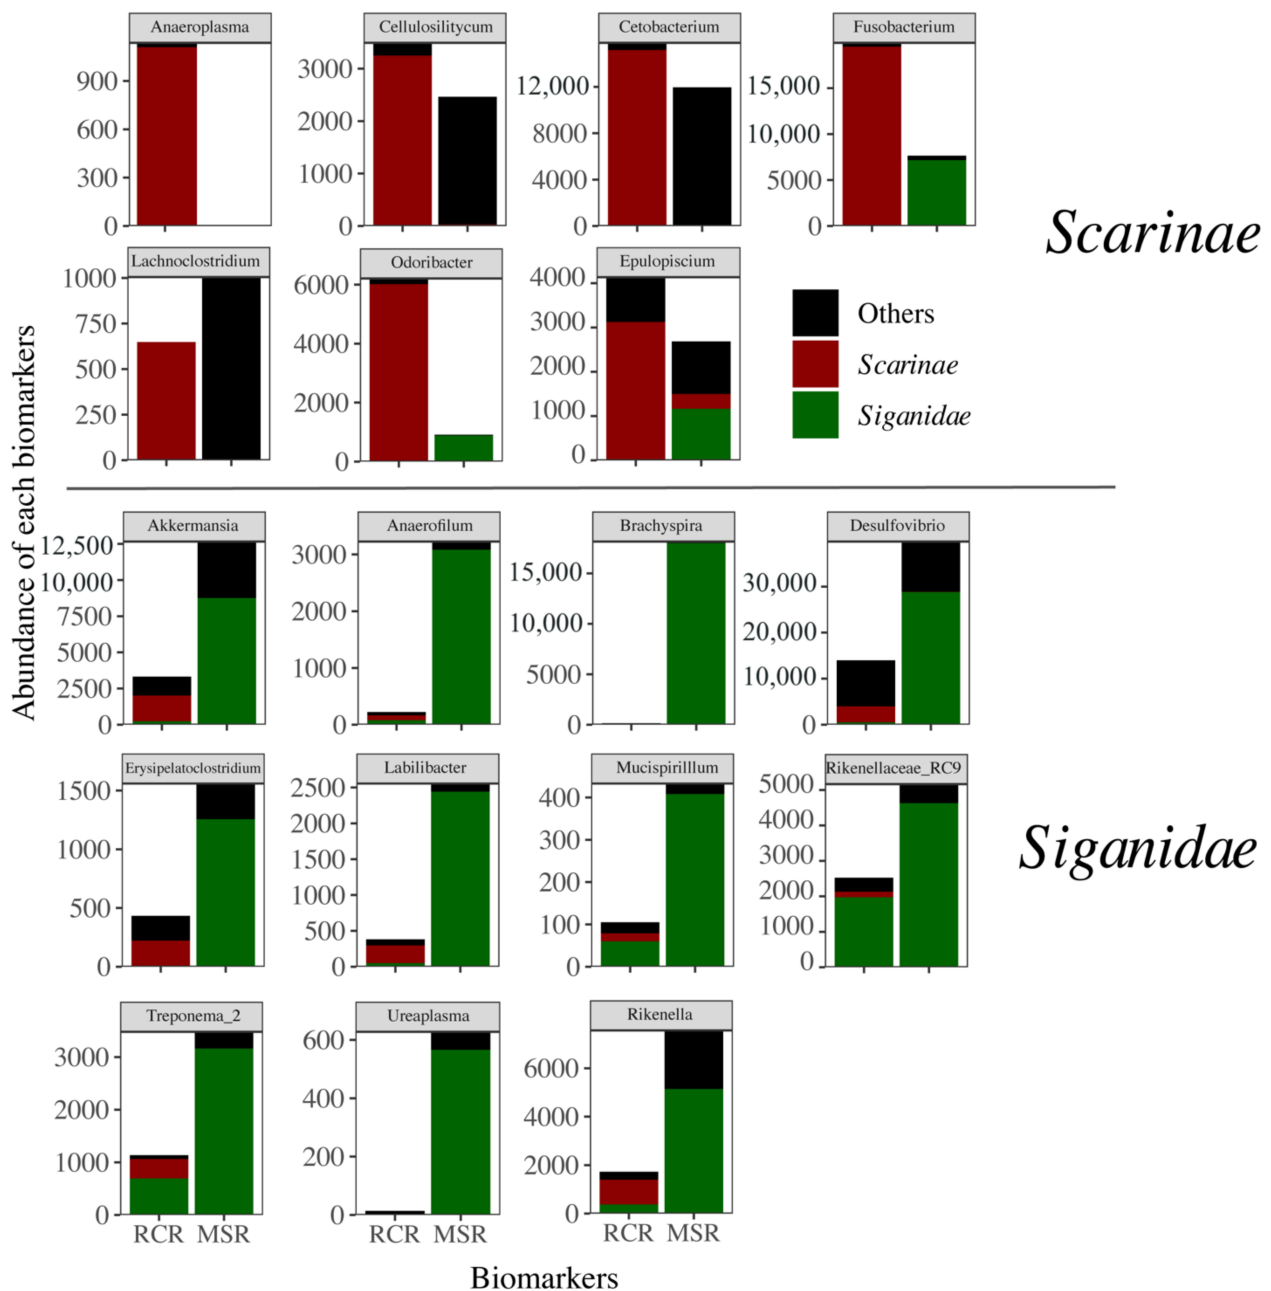 Anaeroplasma
Cellulosilitycum
Cetobacterium
Fusobacterium
900
600
300
0
3000
2000
1000
0
12,000
8000
4000
0
15,000
10,000
5000
0
Scarinae
Lachnoclostridium
Odoribacter
Epulopiscium
1000
750
500
250
0
6000
4000
2000
0
4000
3000
2000
1000
0
Others
Scarinae
Siganidae
Abundance of each biomarkers
Akkermansia
Anaerofilum
Brachyspira
Desulfovibrio
12,500
10,000
7500
5000
2500
0
3000
2000
1000
0
15,000
10,000
5000
0
30,000
20,000
10,000
0
Erysipelatoclostridium
Labilibacter
Mucispirilllum
Rikenellaceae_RC9
1500
1000
500
0
2500
2000
1500
1000
500
0
400
300
200
100
0
5000
4000
3000
2000
1000
0
Siganidae
Treponema_2
Ureaplasma
Rikenella
3000
2000
1000
0
600
400
200
0
6000
4000
2000
0
RCR MSR
RCR MSR
RCR MSR
Biomarkers